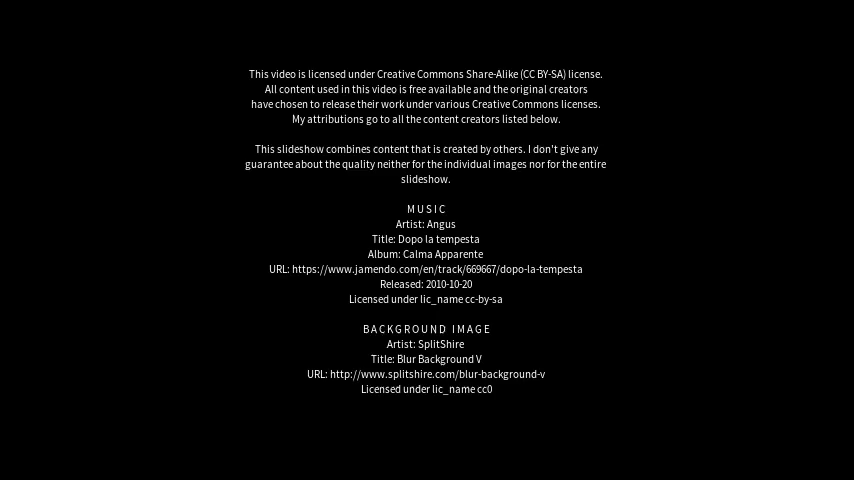 This video is licensed under Creative Commons Share-Alike (CC BY-SA) license.
All content used in this video is free available and the original creators
have chosen to release their work under various Creative Commons licenses.
My attributions go to all the content creators listed below.
This slideshow combines content that is created by others. I don't give any
guarantee about the quality neither for the individual images nor for the entire
slideshow.
MUSIC
Artist: Angus
Title: Dopo la tempesta
Album: Calma Apparente
URL: https://www.jamendo.com/en/track/669667/dopo-la-tempesta
Released: 2010-10-20
Licensed under lic_name cc-by-sa
BACKGROUND IMAGE
Artist: SplitShire
Title: Blur Background V
URL: http://www.splitshire.com/blur-background-v
Licensed under lic_name cc0